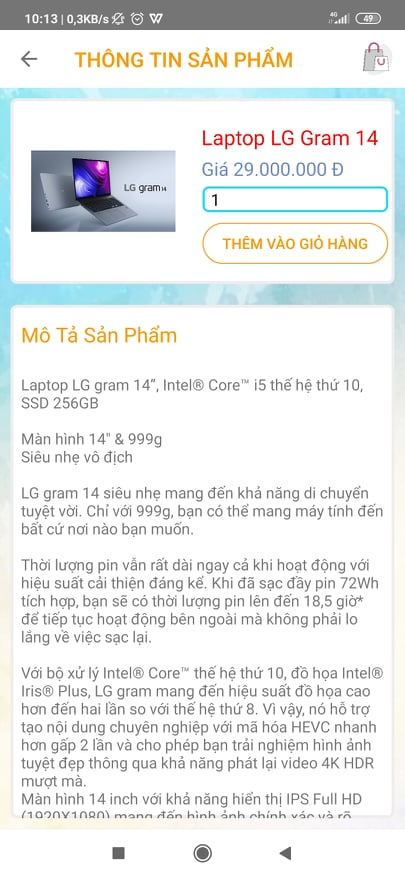 10:13 | 0,3KB/s
4G
49
THÔNG TIN SẢN PHẨM
Laptop LG Gram 14
Giá 29.000.000 Đ
LG gram 14
1
THÊM VÀO GIỎ HÀNG
Mô Tả Sản Phẩm
Laptop LG gram 14”, Intel® Core™ i5 thế hệ thứ 10,
SSD 256GB
Màn hình 14" & 999g
Siêu nhẹ vô địch
LG gram 14 siêu nhẹ mang đến khả năng di chuyển
tuyệt vời. Chỉ với 999g, bạn có thể mang máy tính đến
bất cứ nơi nào bạn muốn.
Thời lượng pin vẫn rất dài ngay cả khi hoạt động với
hiệu suất cải thiện đáng kể. Khi đã sạc đầy pin 72Wh
tích hợp, bạn sẽ có thời lượng pin lên đến 18,5 giờ*
để tiếp tục hoạt động bên ngoài mà không phải lo
lắng về việc sạc lại.
Với bộ xử lý Intel® Core™ thế hệ thứ 10, đồ họa Intel®
Iris® Plus, LG gram mang đến hiệu suất đồ họa cao
hơn đến hai lần so với thế hệ thứ 8. Vì vậy, nó hỗ trợ
tạo nội dung chuyên nghiệp với mã hóa HEVC nhanh
hơn gấp 2 lần và cho phép bạn trải nghiệm hình ảnh
tuyệt đẹp thông qua khả năng phát lại video 4K HDR
mượt mà.
Màn hình 14 inch với khả năng hiển thị IPS Full HD
(1920X1080) mang đến hình ảnh chính xác và rõ